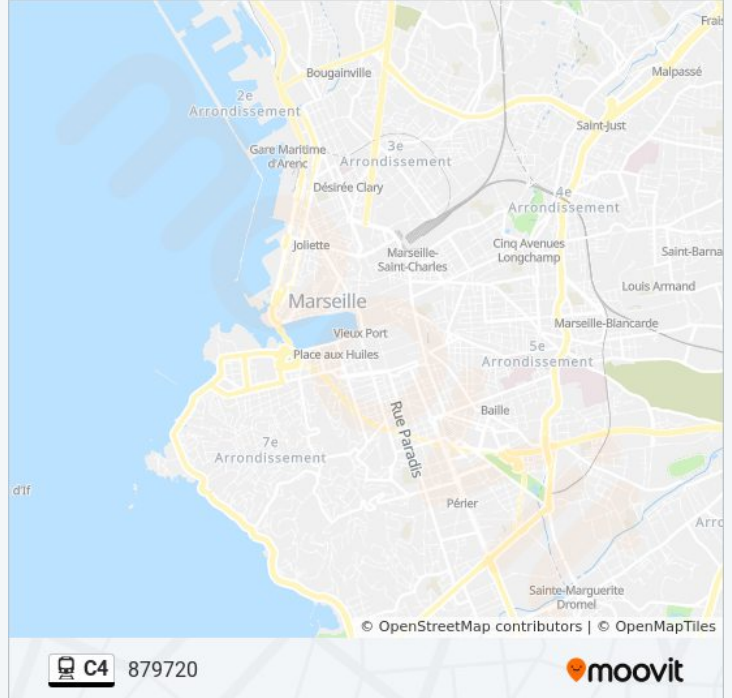 Frais
Bougainville
Malpassé
2e
Arrondissement
Saint-Just
Gare Maritime
d'Arenc
3e
Arrondissement
Désirée Clary
4e
Arrondissement
Joliette
Marseille-
Saint-Charles
Cinq Avenues
Longchamp
Saint-Barna
Louis Armand
Marseille
Marseille-Blancarde
Vieux Port
Place aux Huiles
5e
Arrondissement
Rue Paradis
Baille
7e
Arrondissement
d'If
Périer
Arro
Sainte-Marguerite
Dromel
© OpenStreetMap contributors | © OpenMapTiles
C4 879720
moovit